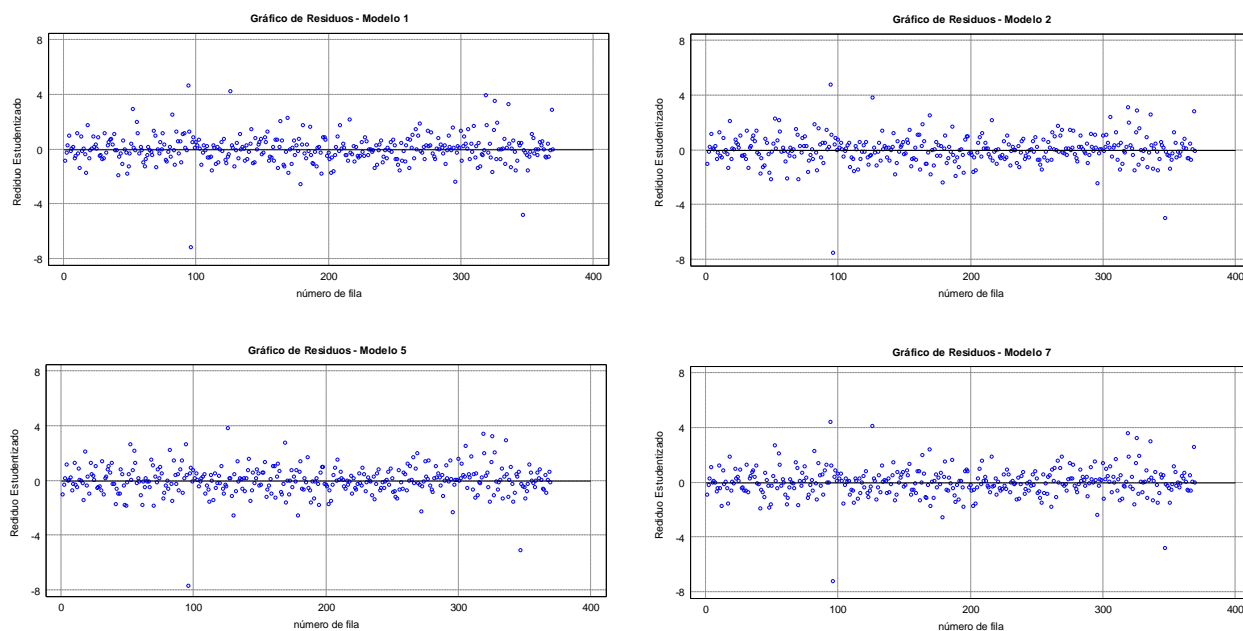 Gráfico de Residuos - Modelo 1
Rediduo Estudentizado
8
4
0
-4
-8
0 100 200 300 400
número de fila
Gráfico de Residuos - Modelo 2
Rediduo Estudentizado
8
4
0
-4
-8
0 100 200 300 400
número de fila
Gráfico de Residuos - Modelo 5
Rediduo Estudentizado
8
4
0
-4
-8
0 100 200 300 400
número de fila
Gráfico de Residuos - Modelo 7
Rediduo Estudentizado
8
4
0
-4
-8
0 100 200 300 400
número de fila